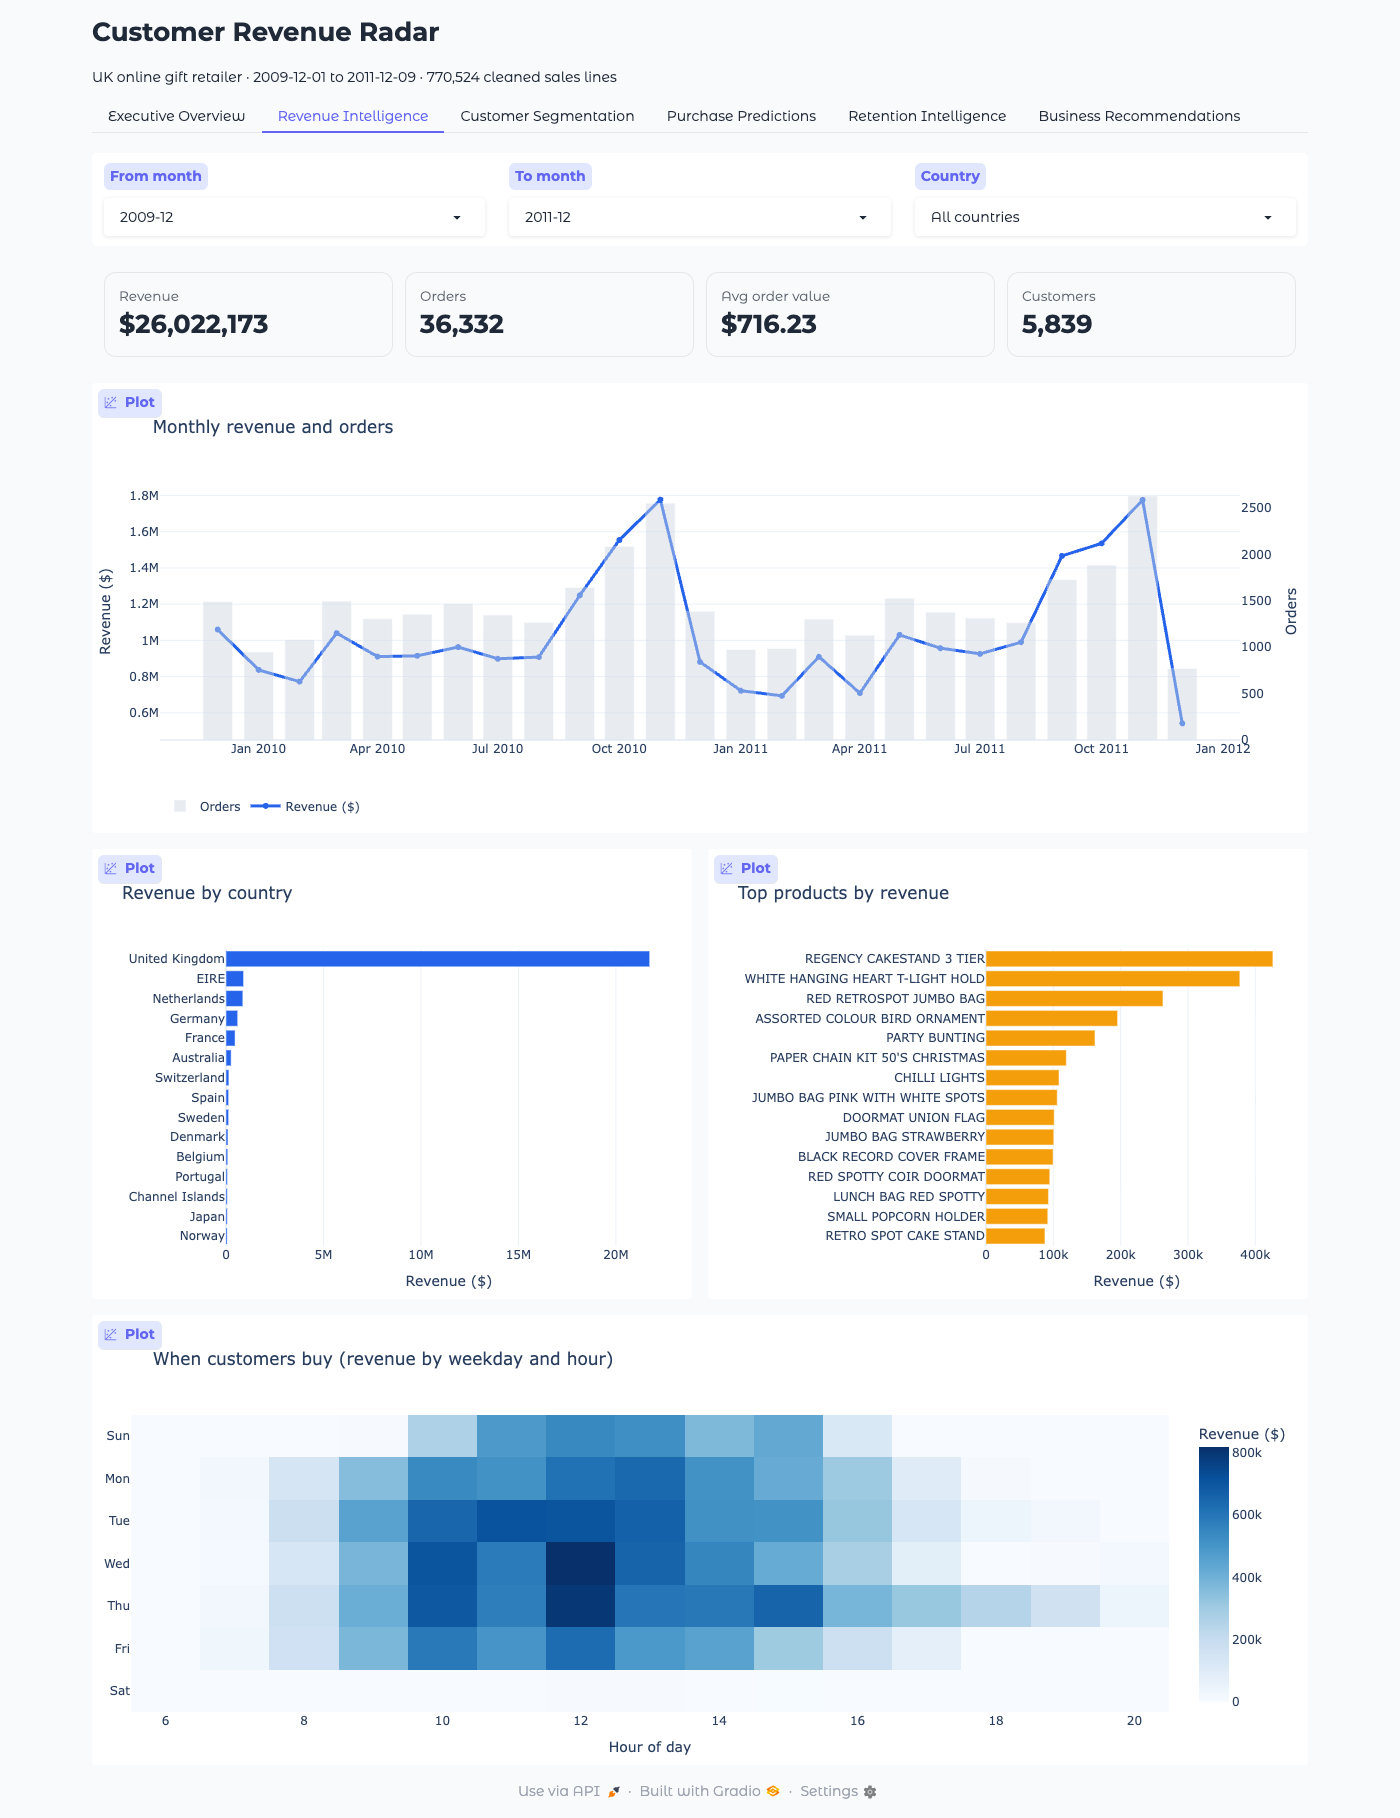 Customer Revenue Radar
UK online gift retailer · 2009-12-01 to 2011-12-09 · 770,524 cleaned sales lines
Executive Overview Revenue Intelligence Customer Segmentation Purchase Predictions Retention Intelligence Business Recommendations
From month To month Country
2009-12 2011-12 All countries
Revenue Orders Avg order value Customers
$26,022,173 36,332 $716.23 5,839
Plot
Monthly revenue and orders
1.8M
1.6M
1.4M
1.2M
1M
0.8M
0.6M
Revenue ($)
2500
2000
1500
1000
500
0
Orders
Jan 2010 Apr 2010 Jul 2010 Oct 2010 Jan 2011 Apr 2011 Jul 2011 Oct 2011 Jan 2012
Orders Revenue ($)
Plot
Revenue by country
United Kingdom
EIRE
Netherlands
Germany
France
Australia
Switzerland
Spain
Sweden
Denmark
Belgium
Portugal
Channel Islands
Japan
Norway
0 5M 10M 15M 20M
Revenue ($)
Plot
Top products by revenue
REGENCY CAKESTAND 3 TIER
WHITE HANGING HEART T-LIGHT HOLD
RED RETROSPOT JUMBO BAG
ASSORTED COLOUR BIRD ORNAMENT
PARTY BUNTING
PAPER CHAIN KIT 50'S CHRISTMAS
CHILLI LIGHTS
JUMBO BAG PINK WITH WHITE SPOTS
DOORMAT UNION FLAG
JUMBO BAG STRAWBERRY
BLACK RECORD COVER FRAME
RED SPOTTY COIR DOORMAT
LUNCH BAG RED SPOTTY
SMALL POPCORN HOLDER
RETRO SPOT CAKE STAND
0 100k 200k 300k 400k
Revenue ($)
Plot
When customers buy (revenue by weekday and hour)
Sun
Mon
Tue
Wed
Thu
Fri
Sat
6 8 10 12 14 16 18 20
Hour of day
Revenue ($)
800k
600k
400k
200k
0
Use via API · Built with Gradio · Settings